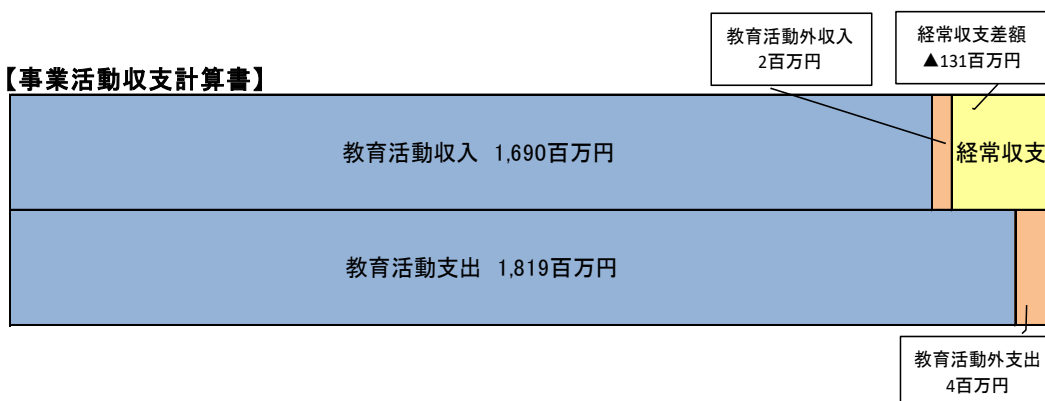 教育活動外収入
2百万円
経常収支差額
▲131百万円
【事業活動収支計算書】
教育活動収入 1,690百万円
経常収支
教育活動支出 1,819百万円
教育活動外支出
4百万円